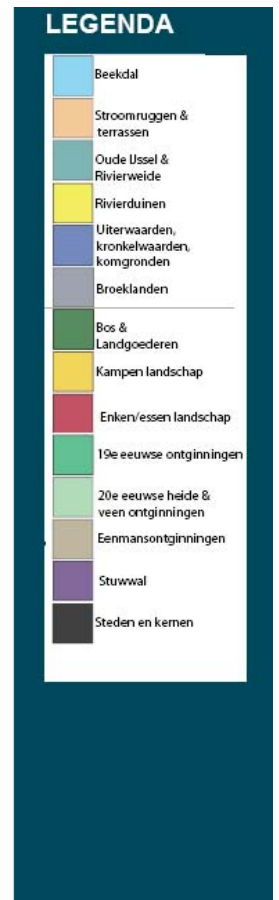 LEGENDA
Beekdal
Stroomruggen &
terrassen
Oude IJssel &
Rivierweide
Rivierduinen
Uiterwaarden,
kronkelwaarden,
komgronden
Broeklanden
Bos &
Landgoederen
Kampen landschap
Enken/essen landschap
19e eeuwse ontginningen
20e eeuwse heide &
veen ontginningen
Eenmansontginningen
Stuwwal
Steden en kernen